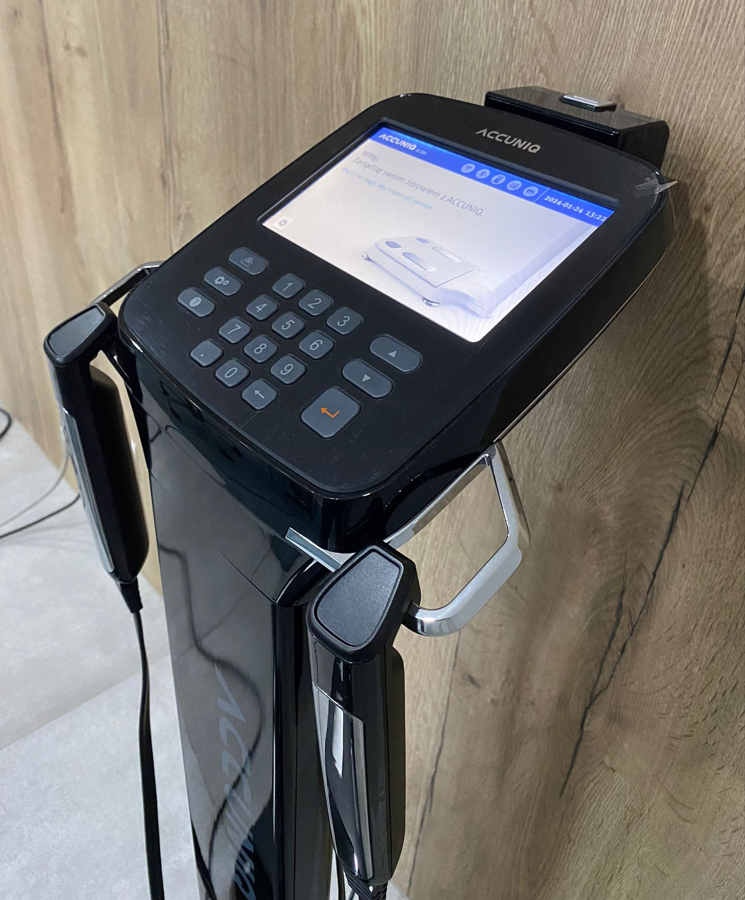 ACCUNIQ
ACCUNIQ
2024-01-24 13:22
Witaj
Zarządzaj swoim zdrowiem z ACCUNIQ.
1 2 3
4 5 6
7 8 9
. 0 ←
▲
▼
ACCUNIQ